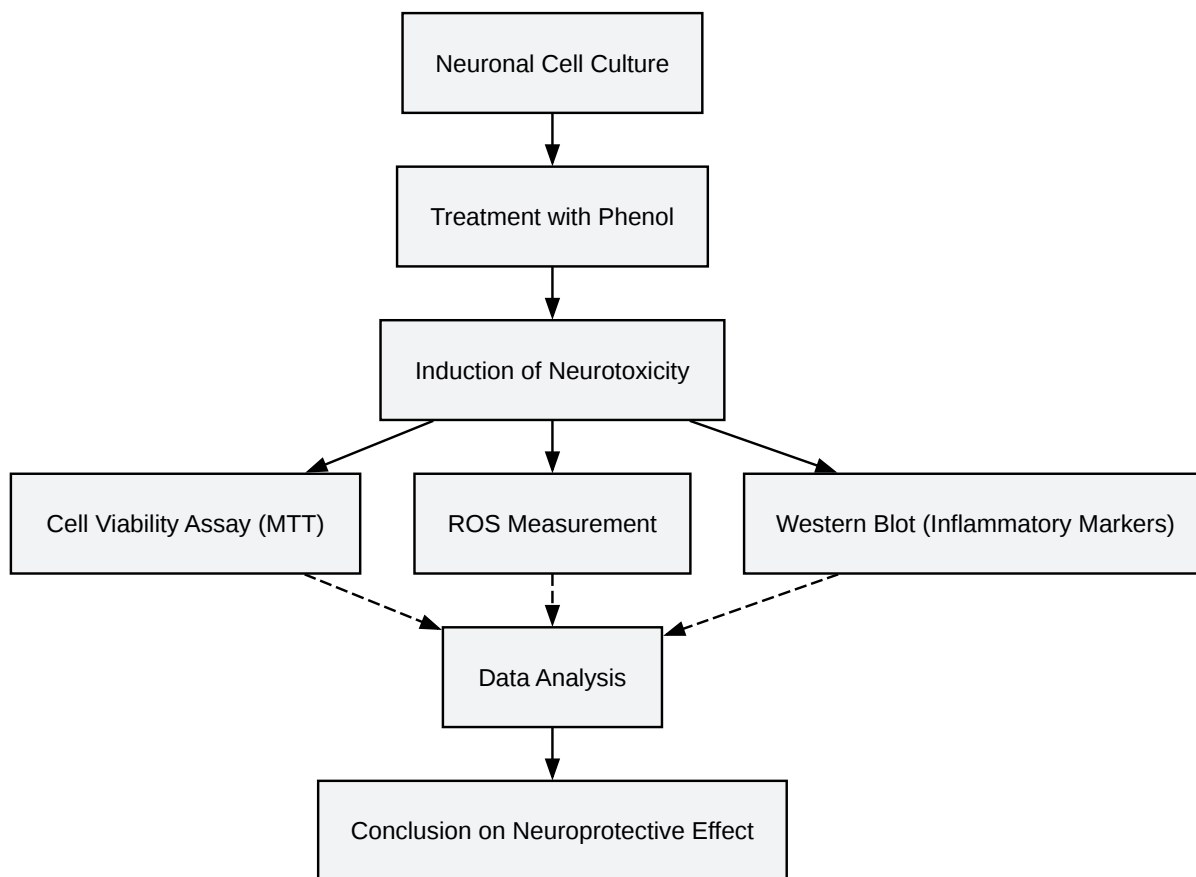 Neuronal Cell Culture
Treatment with Phenol
Induction of Neurotoxicity
Cell Viability Assay (MTT)
ROS Measurement
Western Blot (Inflammatory Markers)
Data Analysis
Conclusion on Neuroprotective Effect